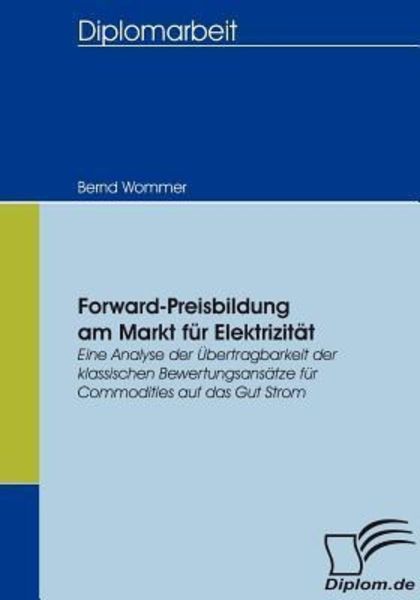 Diplomarbeit
Bernd Wommer
Forward-Preisbildung
am Markt für Elektrizität
Eine Analyse der Übertragbarkeit der
klassischen Bewertungsansätze für
Commodities auf das Gut Strom
Diplom.de